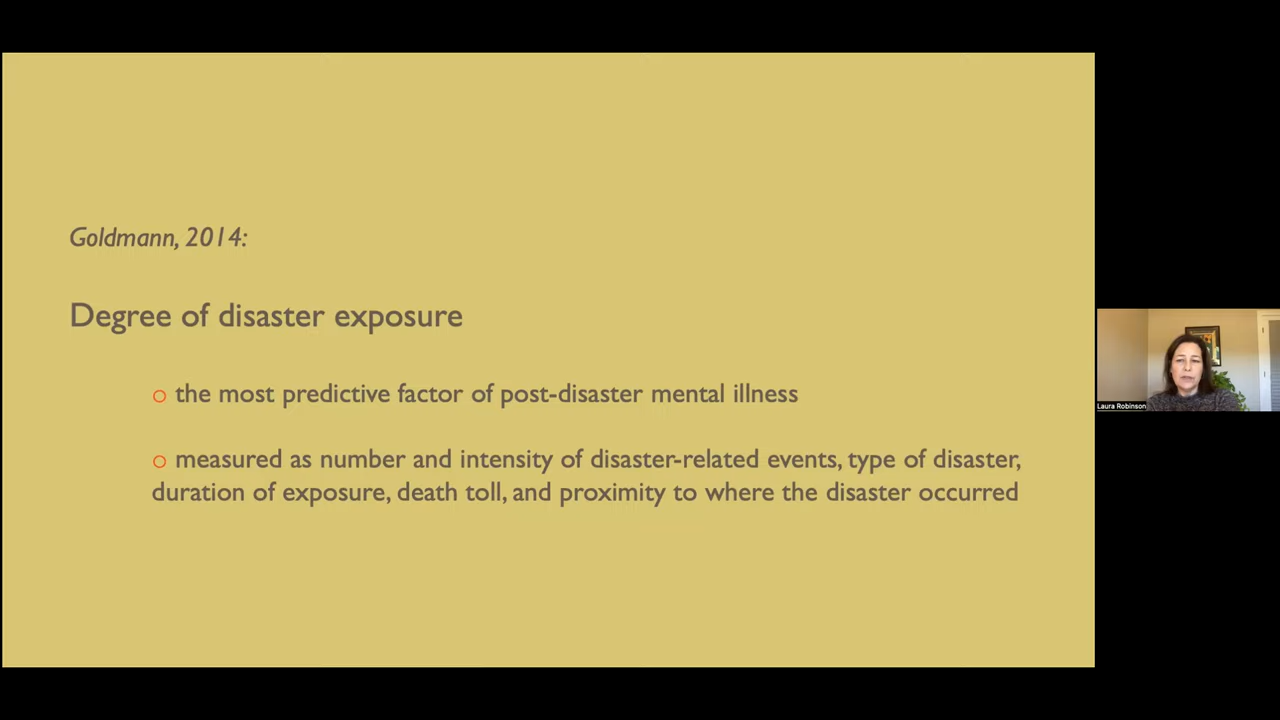 Goldmann, 2014:
Degree of disaster exposure
o the most predictive factor of post-disaster mental illness
o measured as number and intensity of disaster-related events, type of disaster,
duration of exposure, death toll, and proximity to where the disaster occurred
Laura Robinson